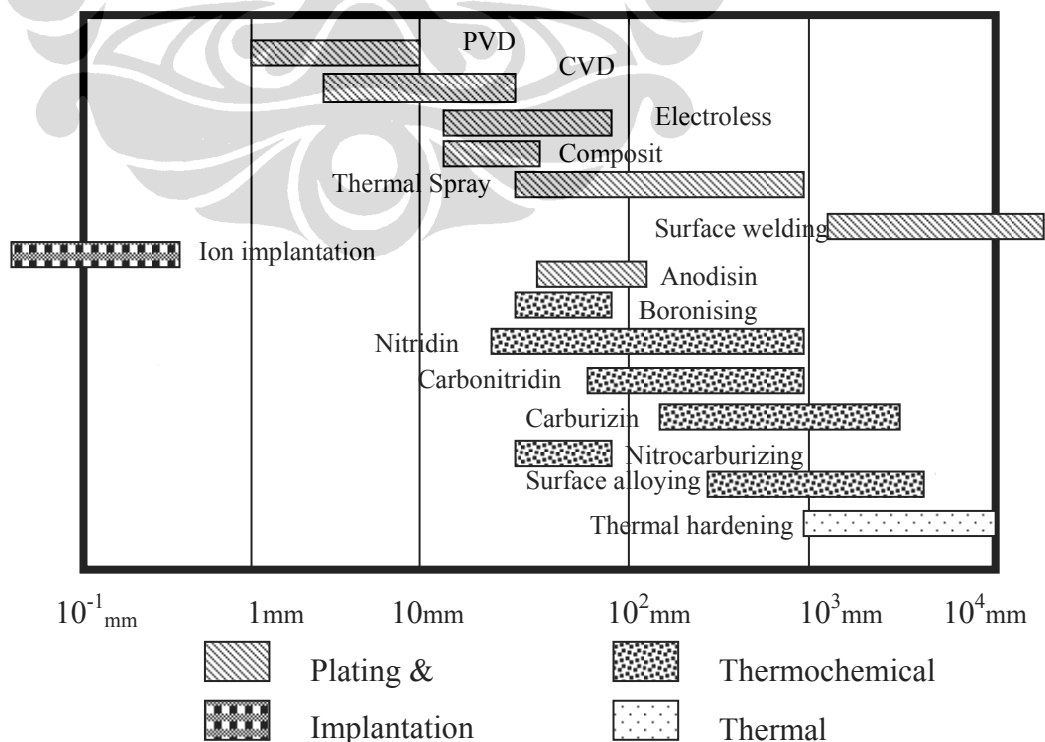 PVD
CVD
Electroless
Composit
Thermal Spray
Surface welding
Ion implantation
Anodisin
Boronising
Nitridin
Carbonitridin
Carburizin
Nitrocarburizing
Surface alloying
Thermal hardening
10⁻¹mm 1mm 10mm 10²mm 10³mm 10⁴mm
Plating & Thermochemical
Implantation Thermal